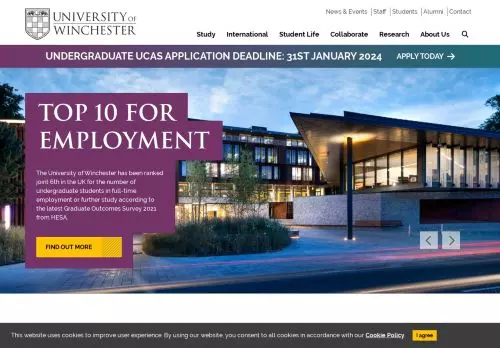 UNIVERSITY OF
WINCHESTER
News & Events | Staff | Students | Alumni | Contact
Study International Student Life Collaborate Research About Us
UNDERGRADUATE UCAS APPLICATION DEADLINE: 31ST JANUARY 2024 APPLY TODAY →
TOP 10 FOR
EMPLOYMENT
The University of Winchester has been ranked
joint 6th in the UK for the number of
undergraduate students in full-time
employment or further study according to
the latest Graduate Outcomes Survey 2021
from HESA.
FIND OUT MORE
This website uses cookies to improve user experience. By using our website, you consent to all cookies in accordance with our Cookie Policy I agree